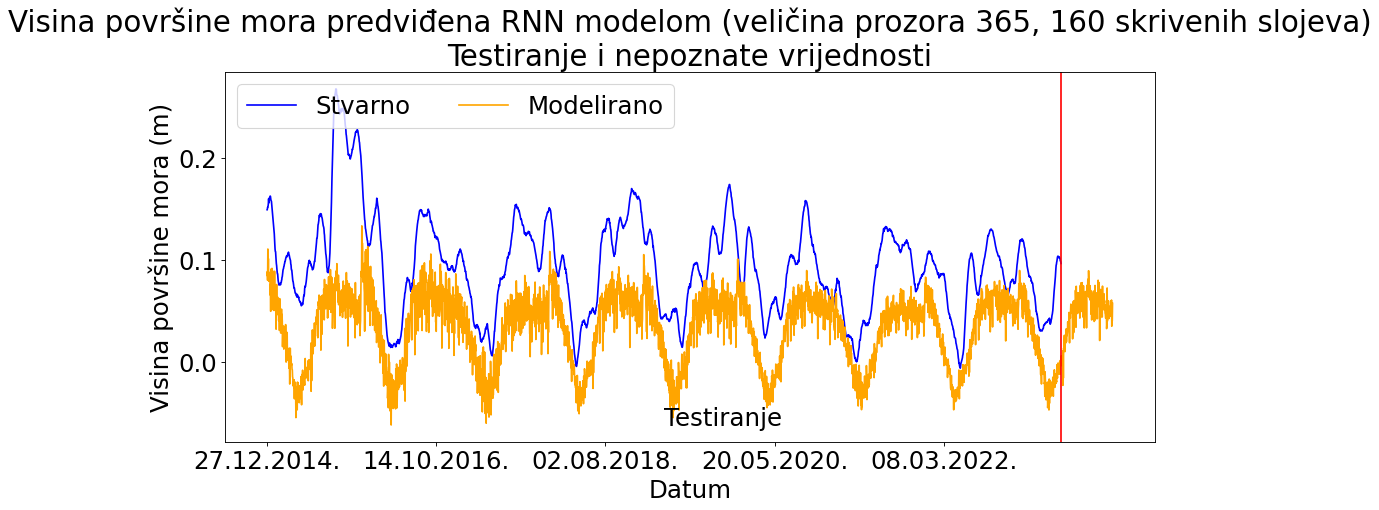 Visina površine mora predviđena RNN modelom (veličina prozora 365, 160 skrivenih slojeva)
Testiranje i nepoznate vrijednosti
Stvarno Modelirano
Visina površine mora (m)
0.2
0.1
0.0
Testiranje
27.12.2014. 14.10.2016. 02.08.2018. 20.05.2020. 08.03.2022.
Datum